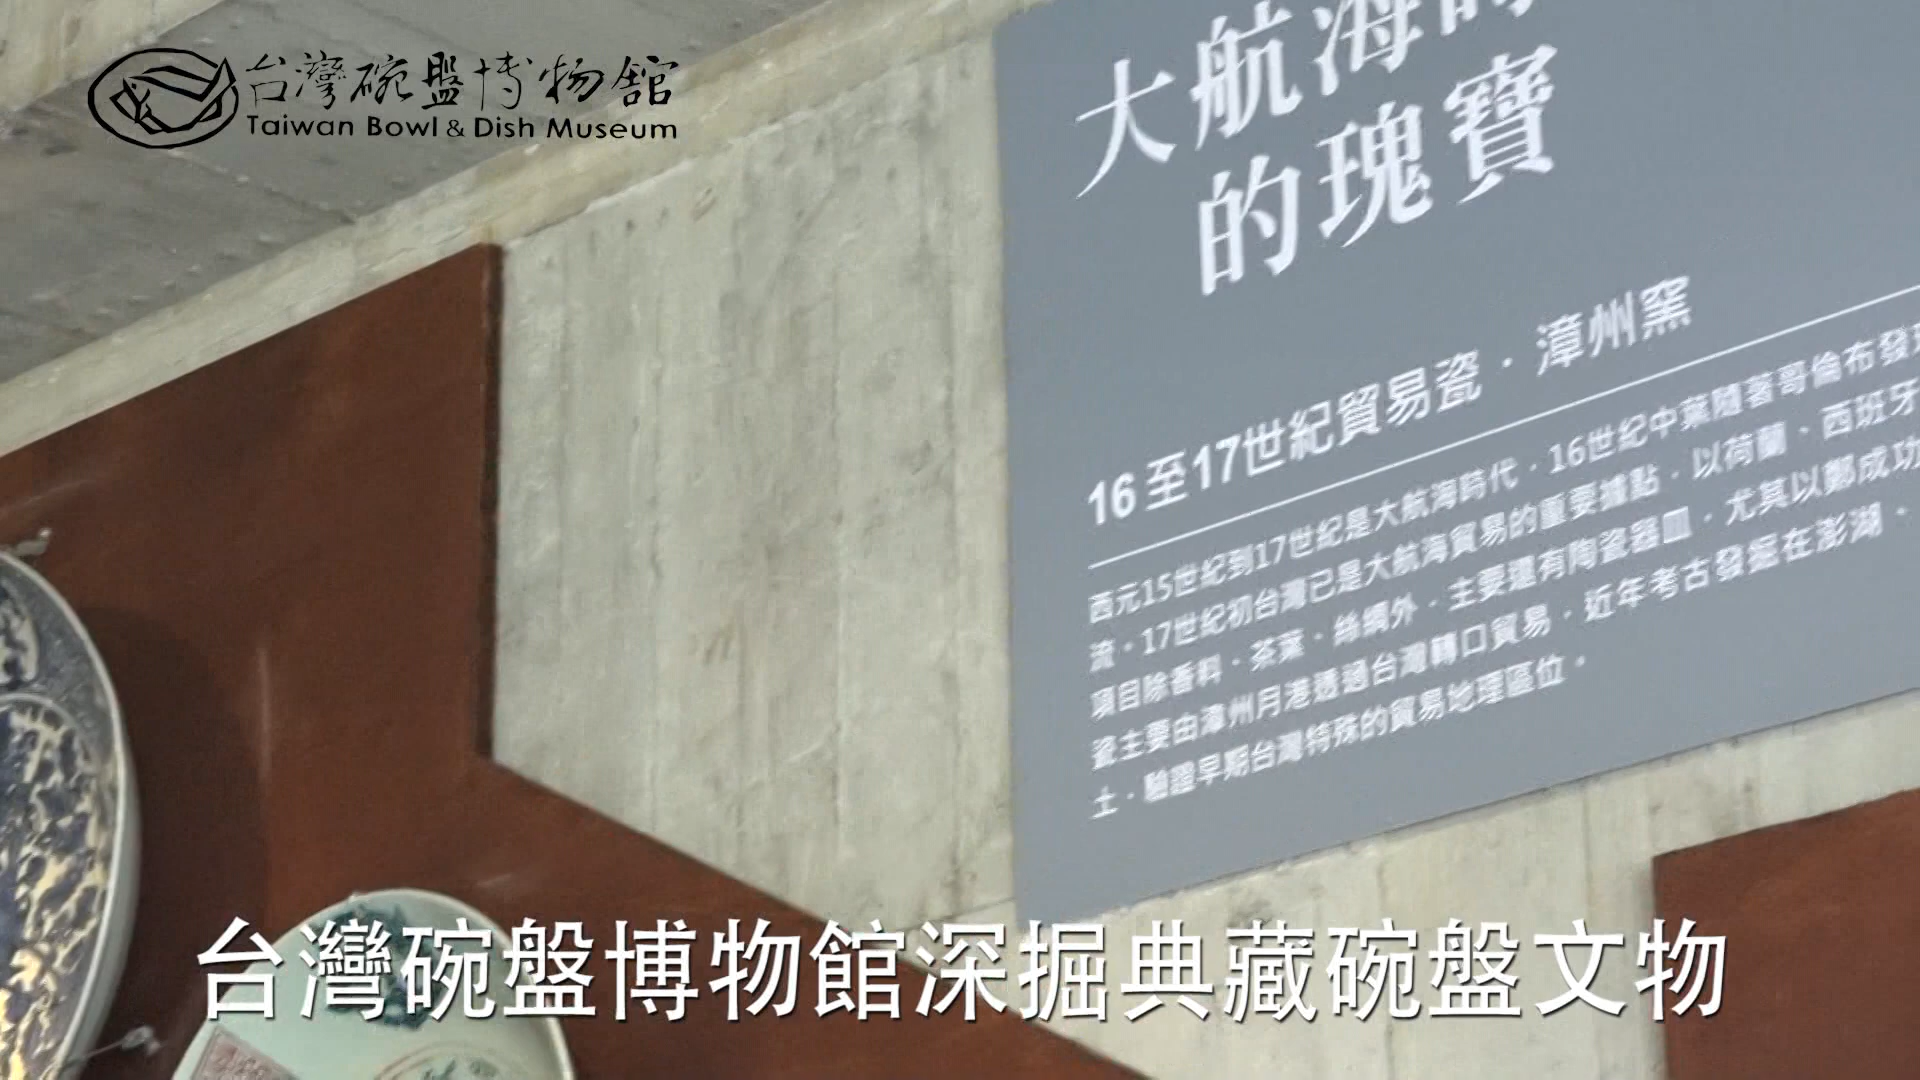 台灣碗盤博物館
Taiwan Bowl & Dish Museum
大航海時
的瑰寶
16至17世紀貿易瓷．漳州窯
西元15世紀到17世紀是大航海時代，16世紀中葉隨著哥倫布發現
流，17世紀初台灣已是大航海貿易的重要據點，以荷蘭、西班牙
項目除香料、茶葉、絲綢外，主要還有陶瓷器皿，尤其以鄭成功
瓷主要由漳州月港透過台灣轉口貿易，近年考古發掘在澎湖、
土，驗證早期台灣特殊的貿易地理區位。
台灣碗盤博物館深掘典藏碗盤文物